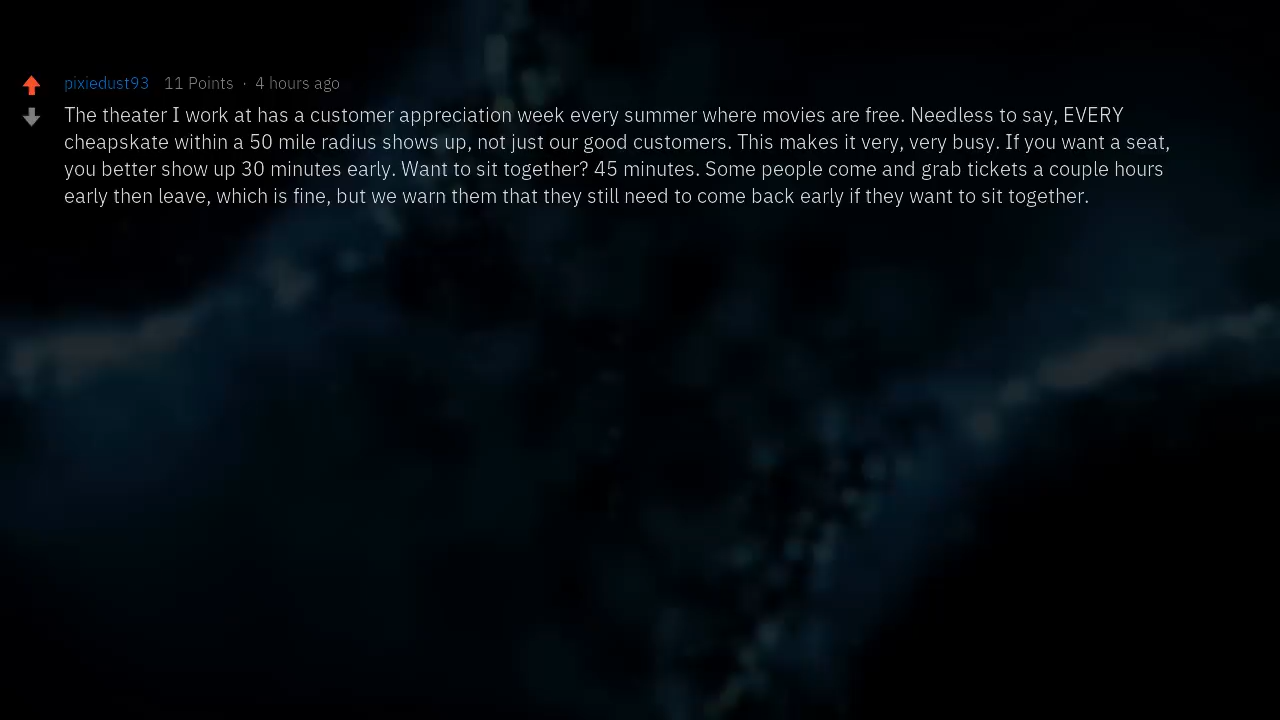 pixiedust93 11 Points · 4 hours ago
The theater I work at has a customer appreciation week every summer where movies are free. Needless to say, EVERY
cheapskate within a 50 mile radius shows up, not just our good customers. This makes it very, very busy. If you want a seat,
you better show up 30 minutes early. Want to sit together? 45 minutes. Some people come and grab tickets a couple hours
early then leave, which is fine, but we warn them that they still need to come back early if they want to sit together.